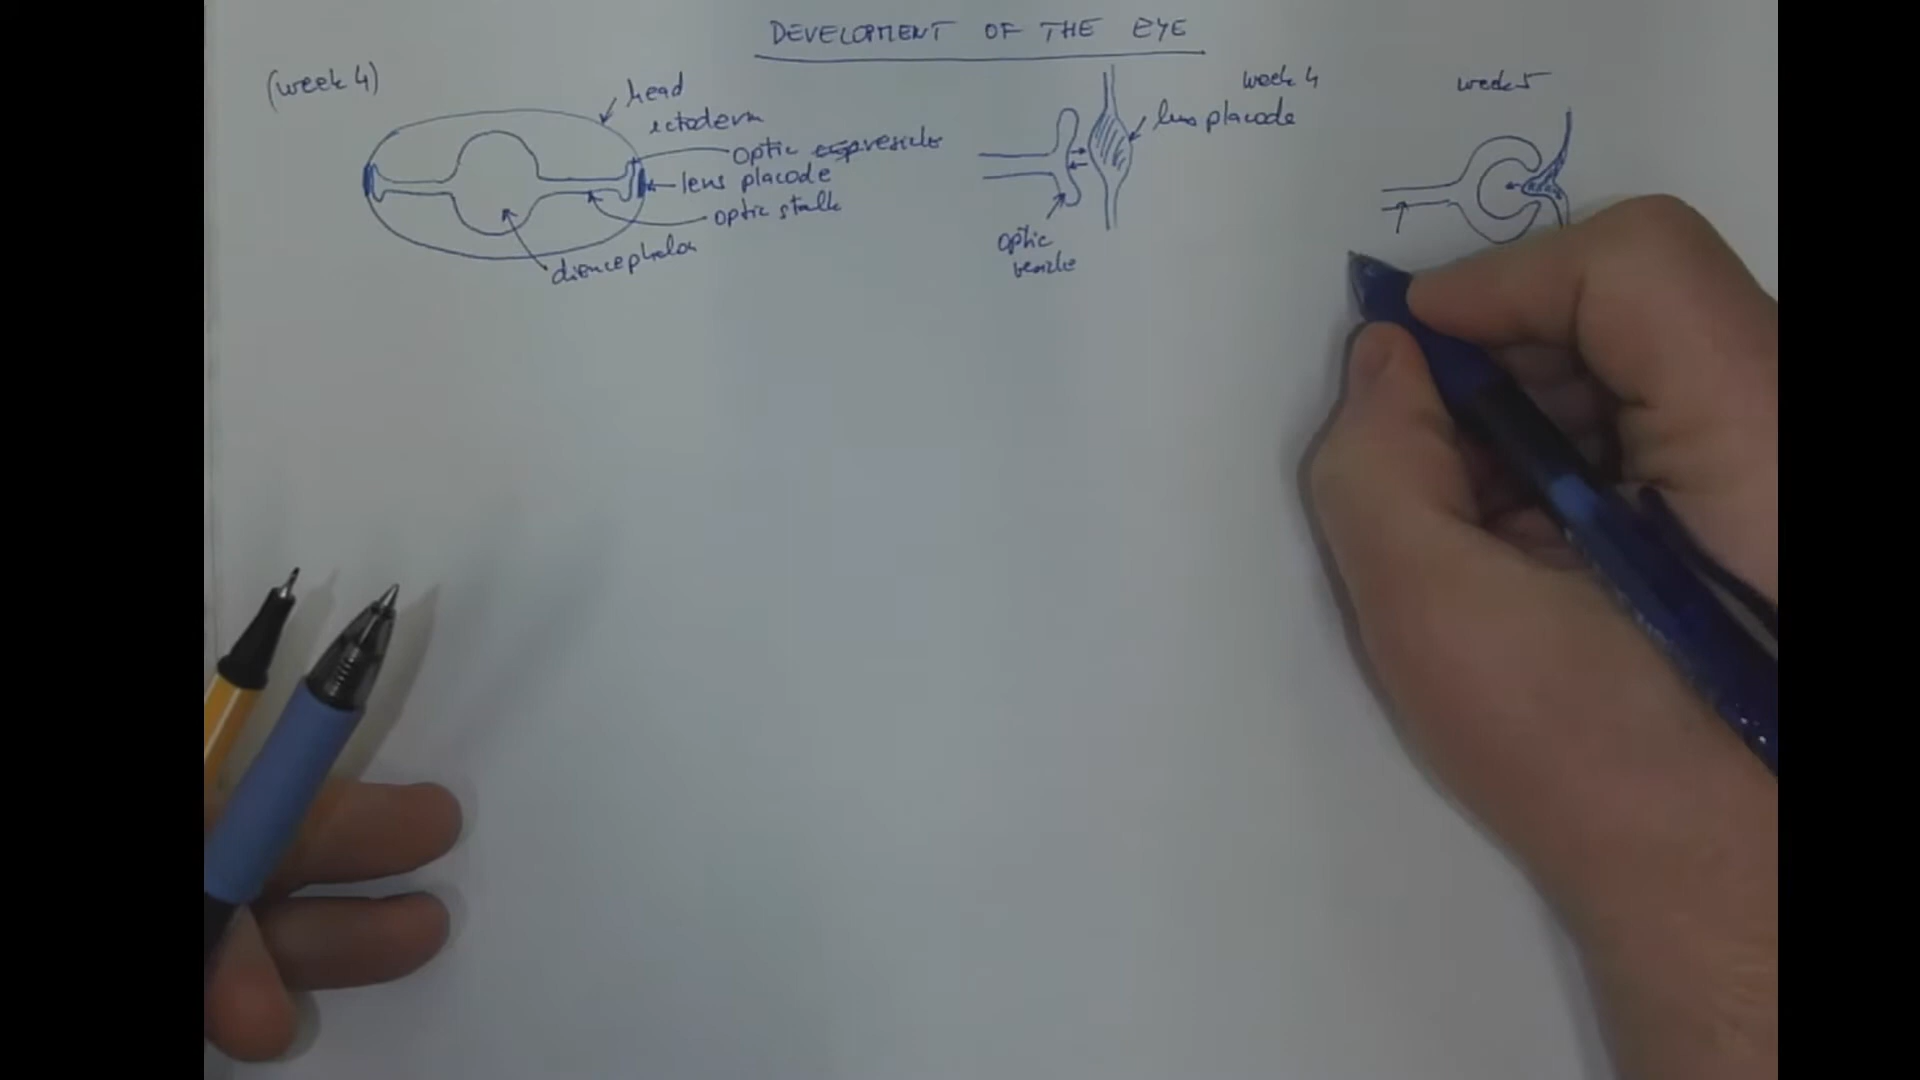 DEVELOPMENT OF THE EYE
(week 4)
head
ectoderm
optic vesicle
lens placode
optic stalk
diencephalon
week 4
lens placode
optic
vesicle
week 5